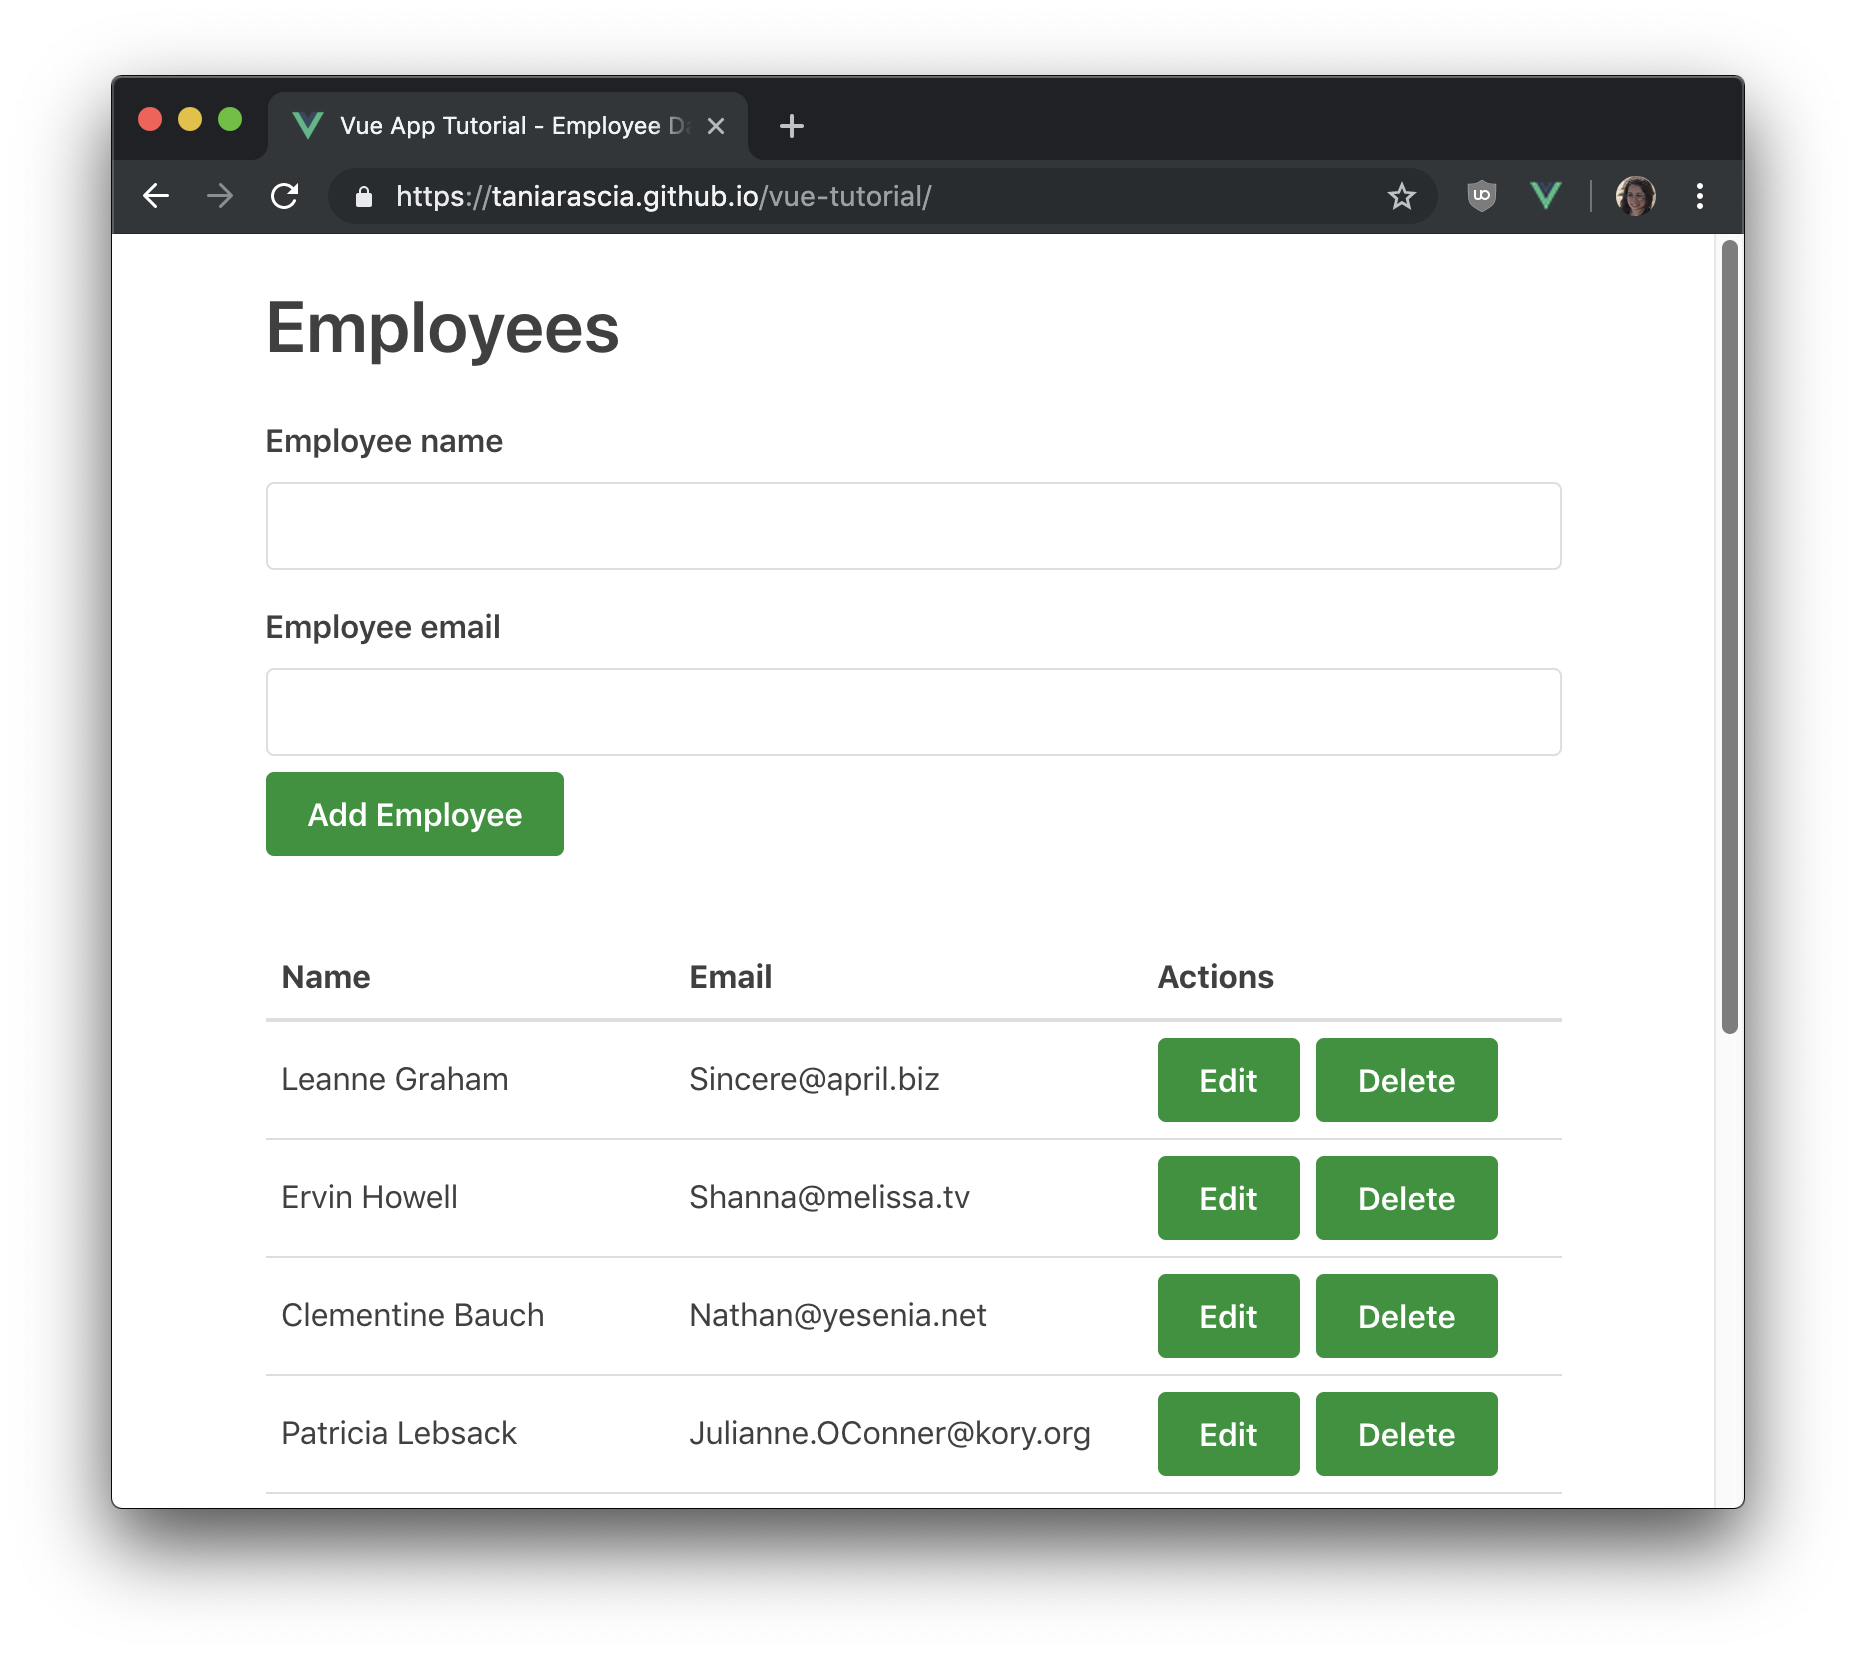 Vue App Tutorial - Employee Da
https://taniarascia.github.io/vue-tutorial/
Employees
Employee name
Employee email
Add Employee
Name Email Actions
Leanne Graham Sincere@april.biz Edit Delete
Ervin Howell Shanna@melissa.tv Edit Delete
Clementine Bauch Nathan@yesenia.net Edit Delete
Patricia Lebsack Julianne.OConner@kory.org Edit Delete